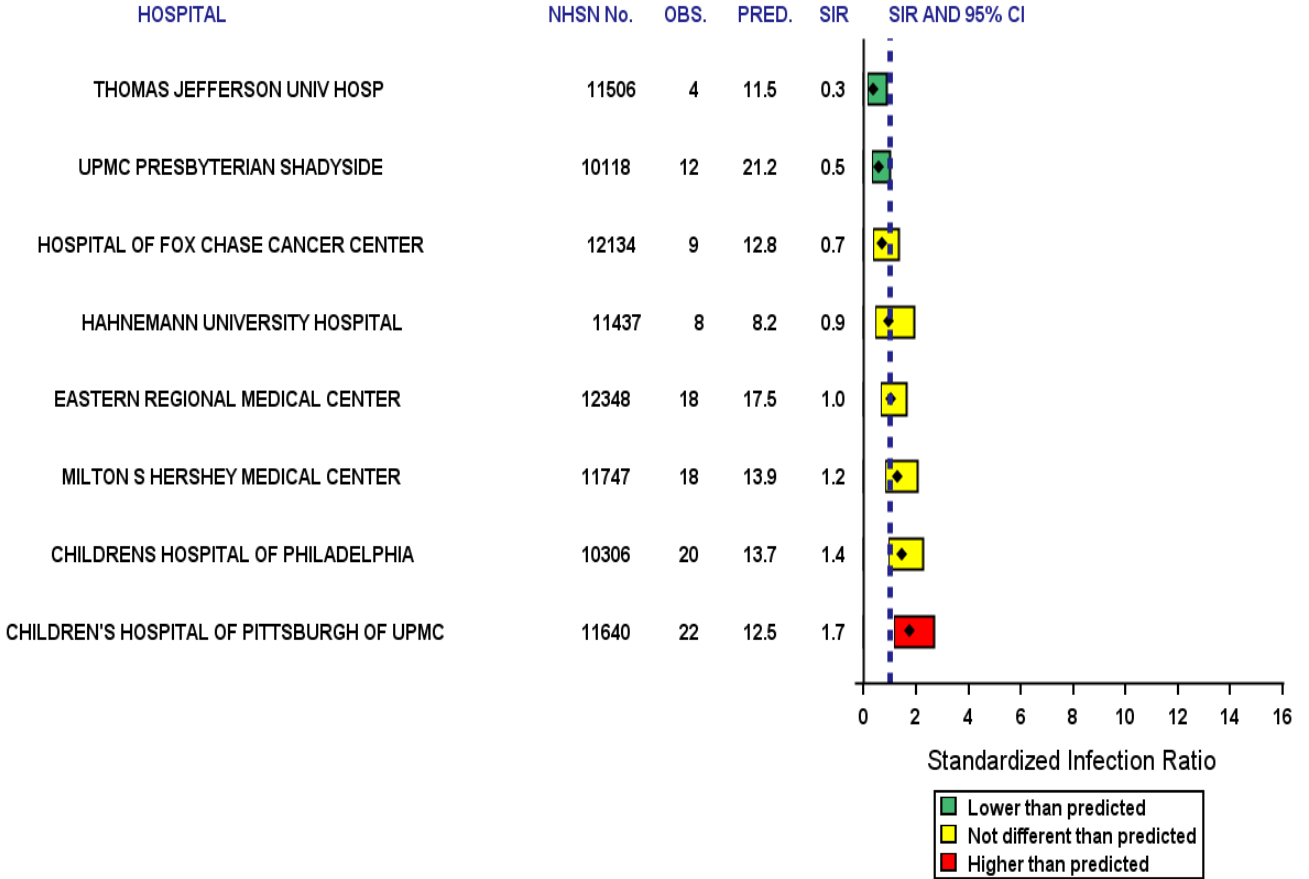 HOSPITAL NHSN No. OBS. PRED. SIR SIR AND 95% CI
THOMAS JEFFERSON UNIV HOSP 11506 4 11.5 0.3
UPMC PRESBYTERIAN SHADYSIDE 10118 12 21.2 0.5
HOSPITAL OF FOX CHASE CANCER CENTER 12134 9 12.8 0.7
HAHNEMANN UNIVERSITY HOSPITAL 11437 8 8.2 0.9
EASTERN REGIONAL MEDICAL CENTER 12348 18 17.5 1.0
MILTON S HERSHEY MEDICAL CENTER 11747 18 13.9 1.2
CHILDRENS HOSPITAL OF PHILADELPHIA 10306 20 13.7 1.4
CHILDREN'S HOSPITAL OF PITTSBURGH OF UPMC 11640 22 12.5 1.7
0 2 4 6 8 10 12 14 16
Standardized Infection Ratio
Lower than predicted
Not different than predicted
Higher than predicted